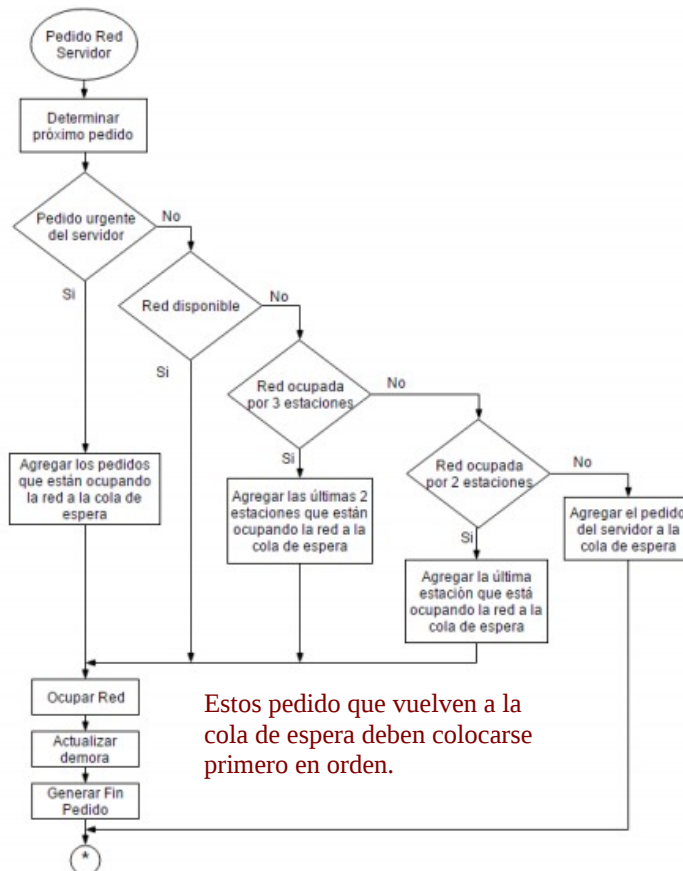 Pedido Red
Servidor
Determinar
próximo pedido
Pedido urgente
del servidor
No
Si
Red disponible
No
Si
Red ocupada
por 3 estaciones
No
Si
Red ocupada
por 2 estaciones
No
Si
Agregar los pedidos
que están ocupando
la red a la cola de
espera
Agregar las últimas 2
estaciones que están
ocupando la red a la
cola de espera
Agregar la última
estación que está
ocupando la red a la
cola de espera
Agregar el pedido
del servidor a la
cola de espera
Ocupar Red
Actualizar
demora
Generar Fin
Pedido
*
Estos pedido que vuelven a la
cola de espera deben colocarse
primero en orden.